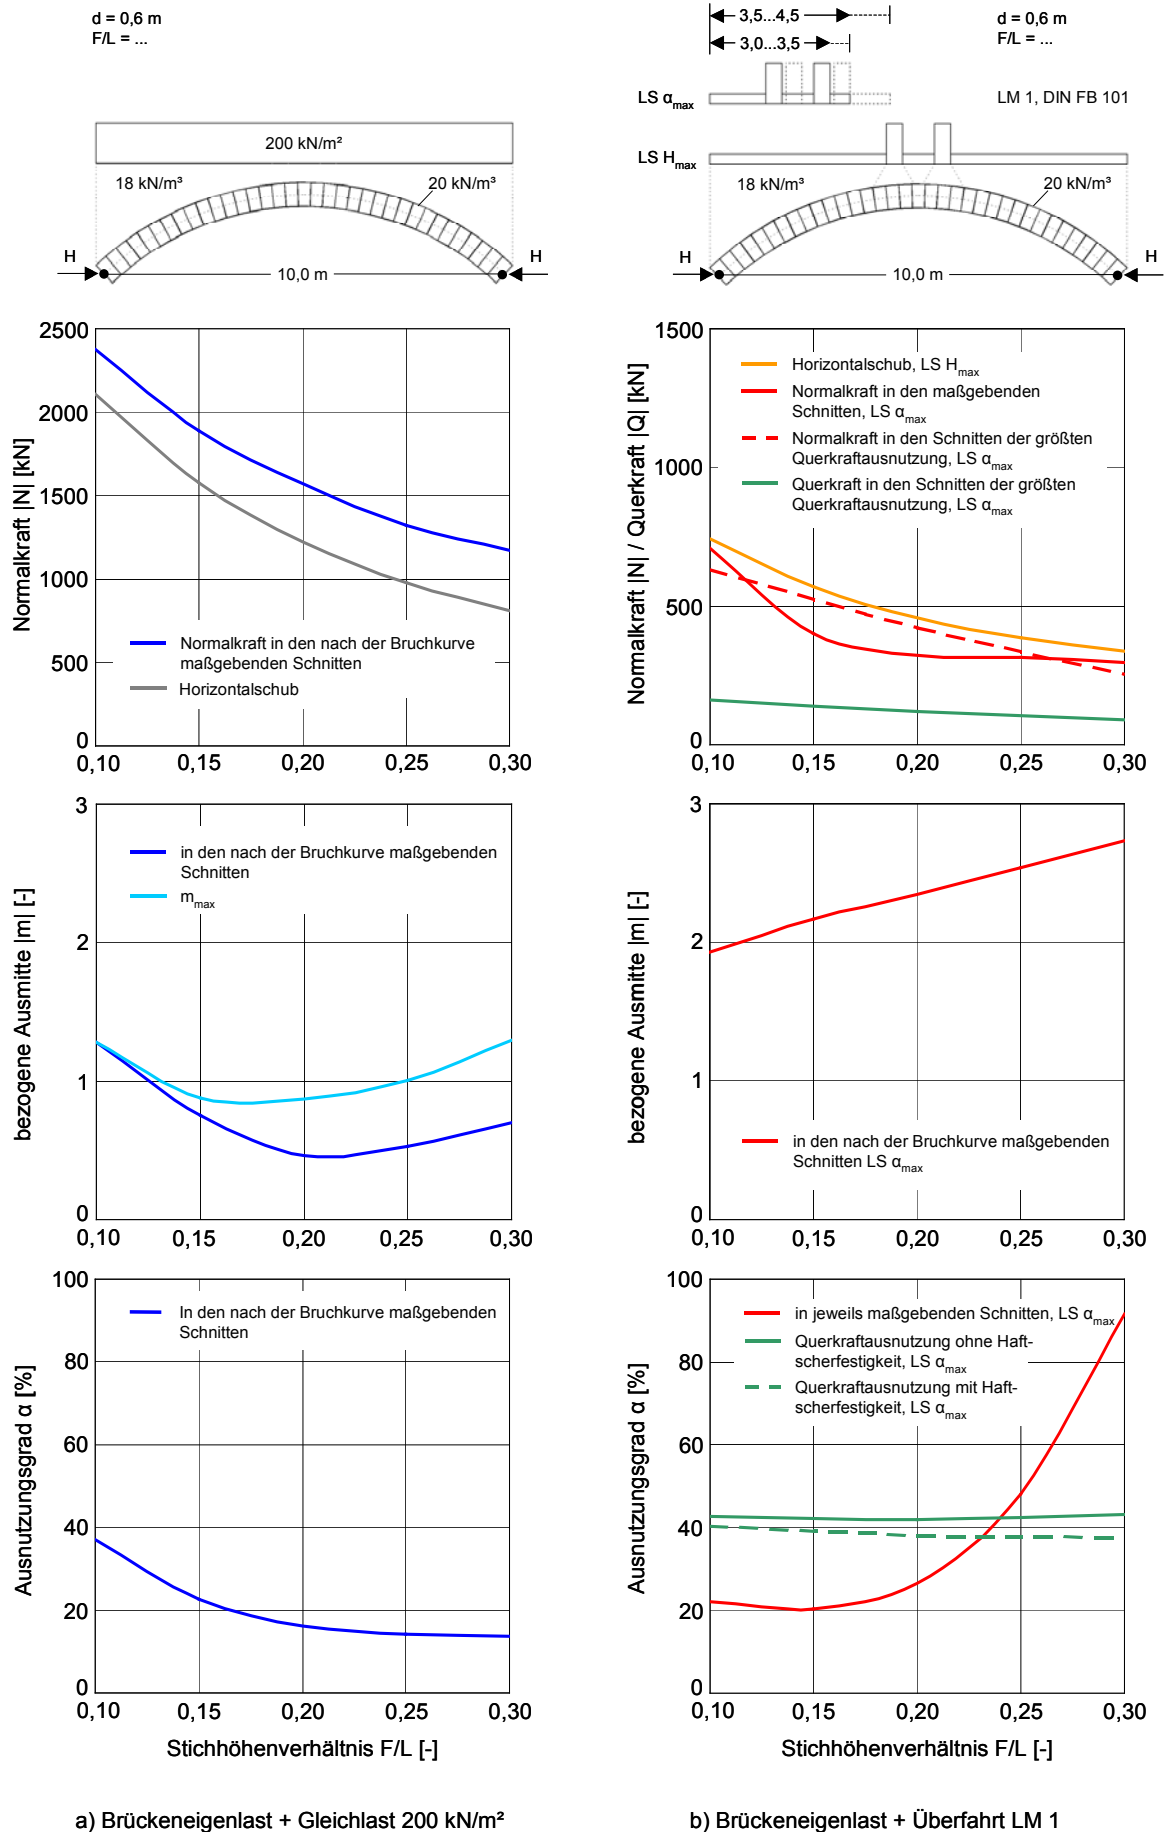 d = 0,6 m
F/L = ...
200 kN/m²
18 kN/m³
20 kN/m³
H
H
10,0 m
3,5...4,5
3,0...3,5
d = 0,6 m
F/L = ...
LS αmax
LM 1, DIN FB 101
LS Hmax
18 kN/m³
20 kN/m³
H
H
10,0 m
Normalkraft |N| [kN]
2500
2000
1500
1000
500
0
Normalkraft in den nach der Bruchkurve
maßgebenden Schnitten
Horizontalschub
0,10 0,15 0,20 0,25 0,30
Normalkraft |N| / Querkraft |Q| [kN]
1500
1000
500
0
Horizontalschub, LS Hmax
Normalkraft in den maßgebenden
Schnitten, LS αmax
Normalkraft in den Schnitten der größten
Querkraftausnutzung, LS αmax
Querkraft in den Schnitten der größten
Querkraftausnutzung, LS αmax
0,10 0,15 0,20 0,25 0,30
bezogene Ausmitte |m| [-]
3
2
1
0
in den nach der Bruchkurve maßgebenden
Schnitten
mmax
0,10 0,15 0,20 0,25 0,30
bezogene Ausmitte |m| [-]
3
2
1
0
in den nach der Bruchkurve maßgebenden
Schnitten LS αmax
0,10 0,15 0,20 0,25 0,30
Ausnutzungsgrad α [%]
100
80
60
40
20
0
In den nach der Bruchkurve maßgebenden
Schnitten
0,10 0,15 0,20 0,25 0,30
Stichhöhenverhältnis F/L [-]
Ausnutzungsgrad α [%]
100
80
60
40
20
0
in jeweils maßgebenden Schnitten, LS αmax
Querkraftausnutzung ohne Haft-
scherfestigkeit, LS αmax
Querkraftausnutzung mit Haft-
scherfestigkeit, LS αmax
0,10 0,15 0,20 0,25 0,30
Stichhöhenverhältnis F/L [-]
a) Brückeneigenlast + Gleichlast 200 kN/m²
b) Brückeneigenlast + Überfahrt LM 1